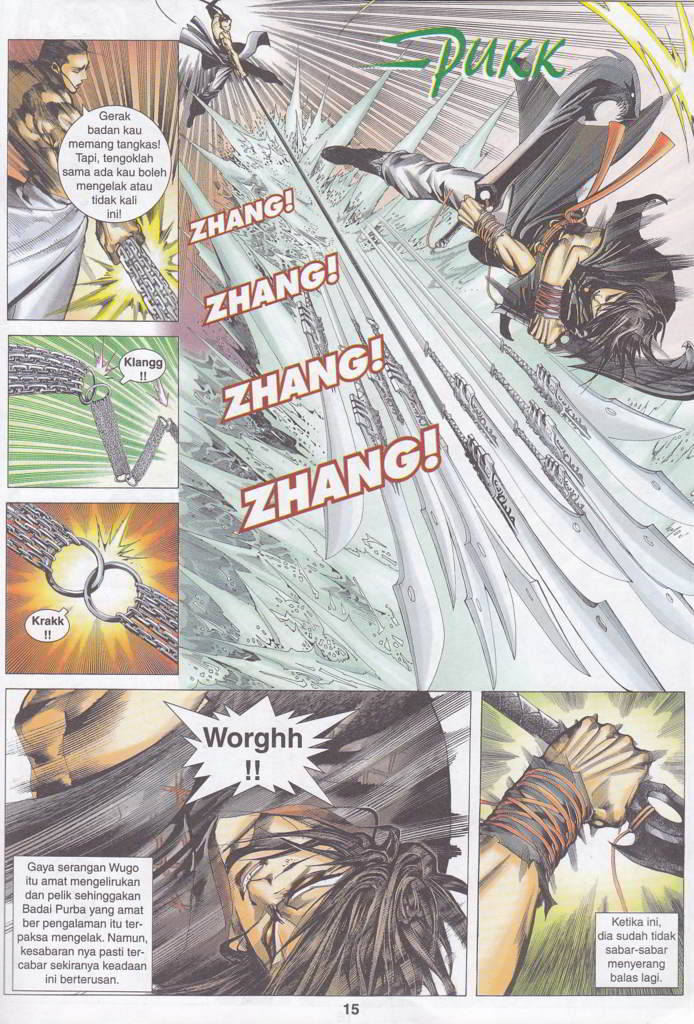 PUKK
Gerak
badan kau
memang tangkas!
Tapi, tengoklah
sama ada kau boleh
mengelak atau
tidak kali
ini!
ZHANG!
ZHANG!
ZHANG!
ZHANG!
Klangg
!!
Krakk
!!
Worghh
!!
Gaya serangan Wugo
itu amat mengelirukan
dan pelik sehinggakan
Badai Purba yang amat
ber pengalaman itu ter-
paksa mengelak. Namun,
kesabaran nya pasti ter-
cabar sekiranya keadaan
ini berterusan.
Ketika ini,
dia sudah tidak
sabar-sabar
menyerang
balas lagi.
15